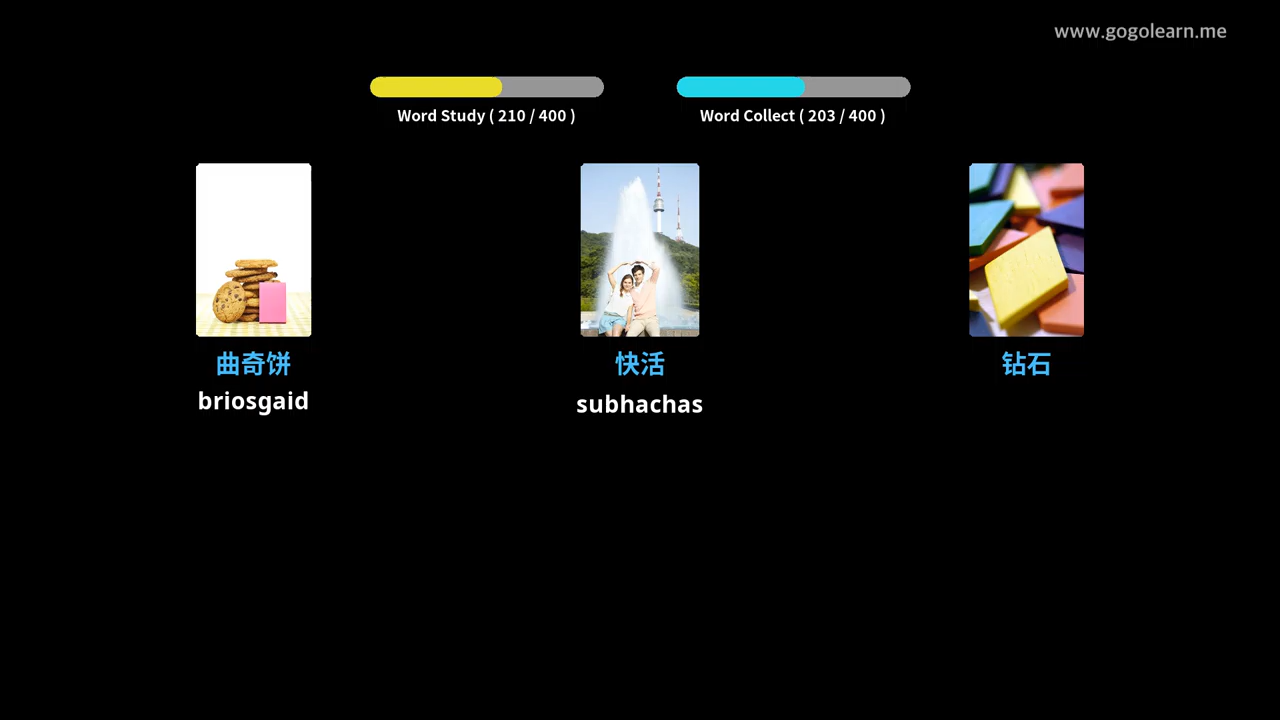 www.gogolearn.me
Word Study ( 210 / 400 )
Word Collect ( 203 / 400 )
曲奇饼
briosgaid
快活
subhachas
钻石